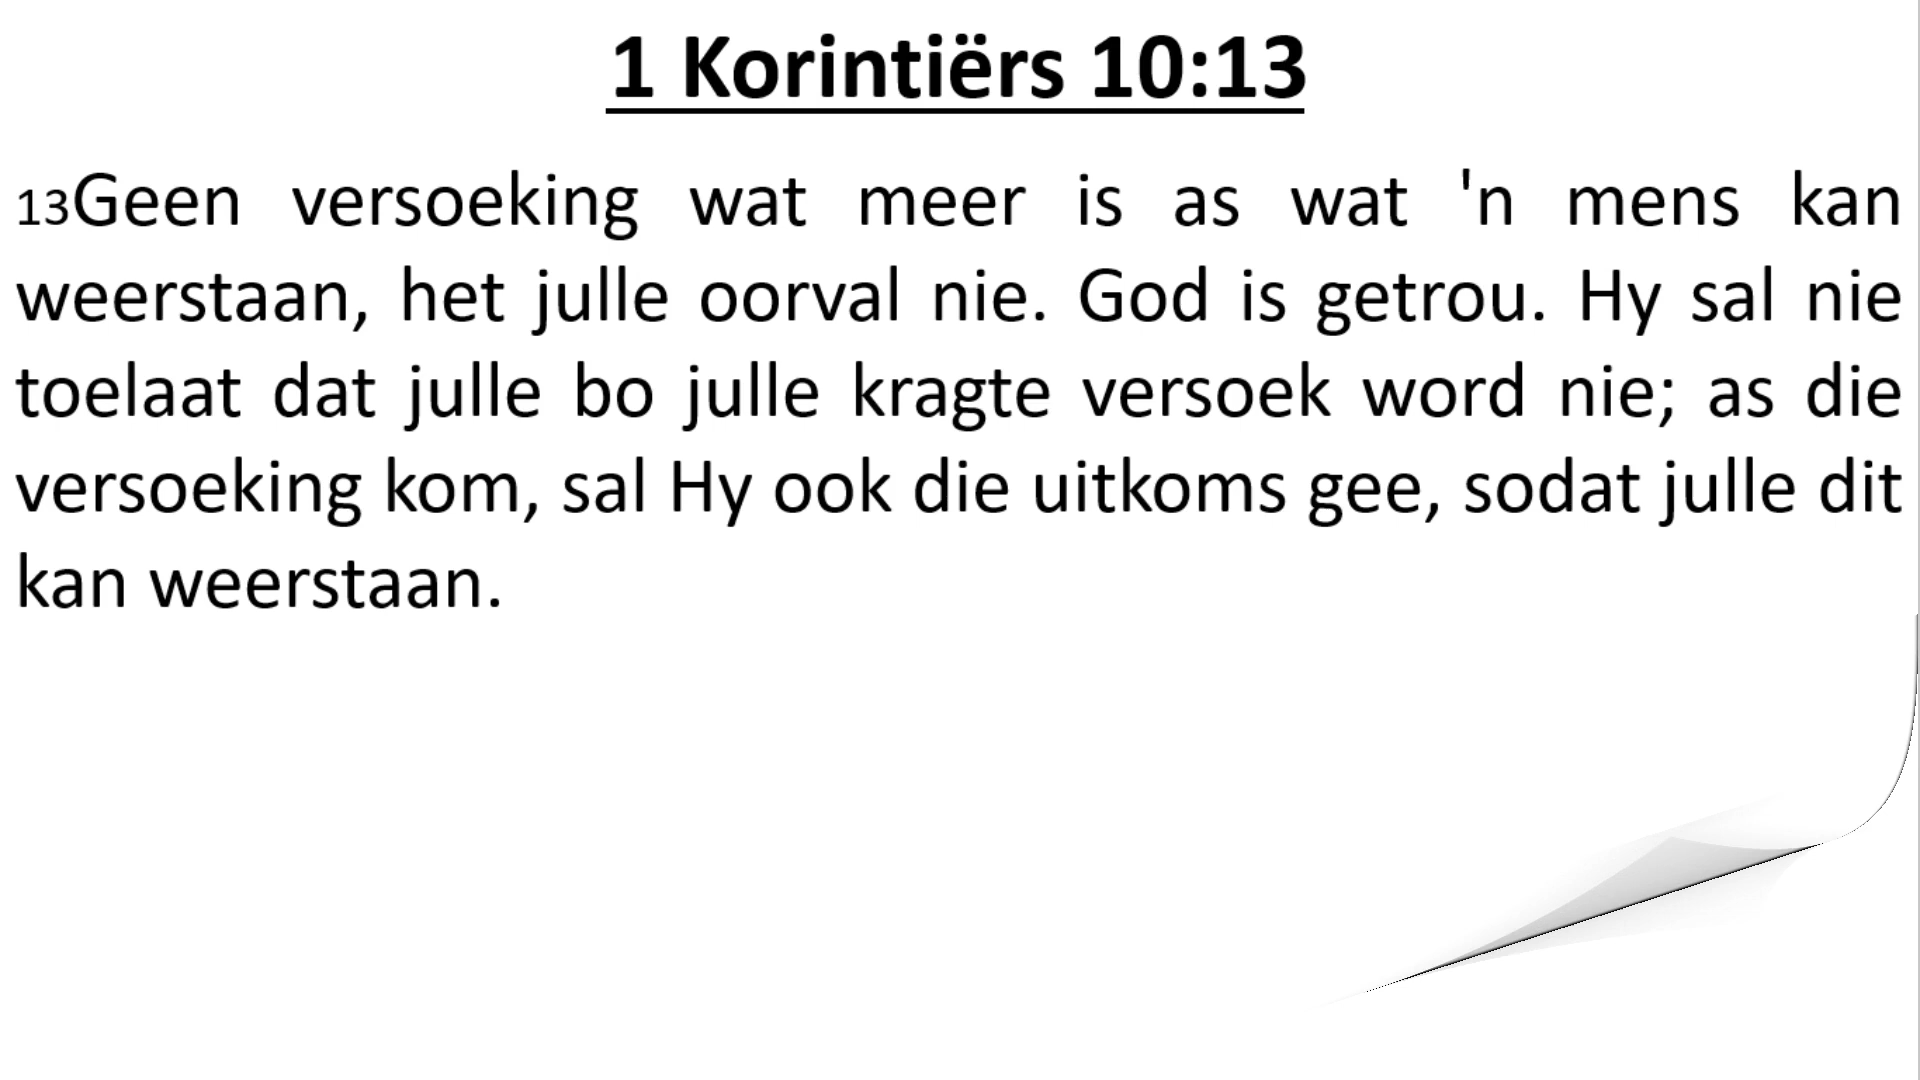 1 Korintiërs 10:13
13Geen versoeking wat meer is as wat 'n mens kan
weerstaan, het julle oorval nie. God is getrou. Hy sal nie
toelaat dat julle bo julle kragte versoek word nie; as die
versoeking kom, sal Hy ook die uitkoms gee, sodat julle dit
kan weerstaan.